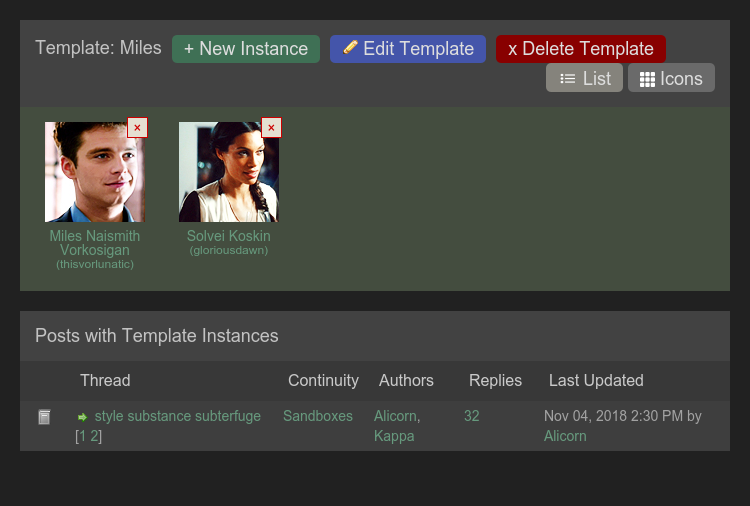 Template: Miles + New Instance Edit Template x Delete Template
List Icons
x x
Miles Naismith Solvei Koskin
Vorkosigan (gloriousdawn)
(thisvorlunatic)
Posts with Template Instances
Thread Continuity Authors Replies Last Updated
style substance subterfuge Sandboxes Alicorn, 32 Nov 04, 2018 2:30 PM by
[1 2] Kappa Alicorn